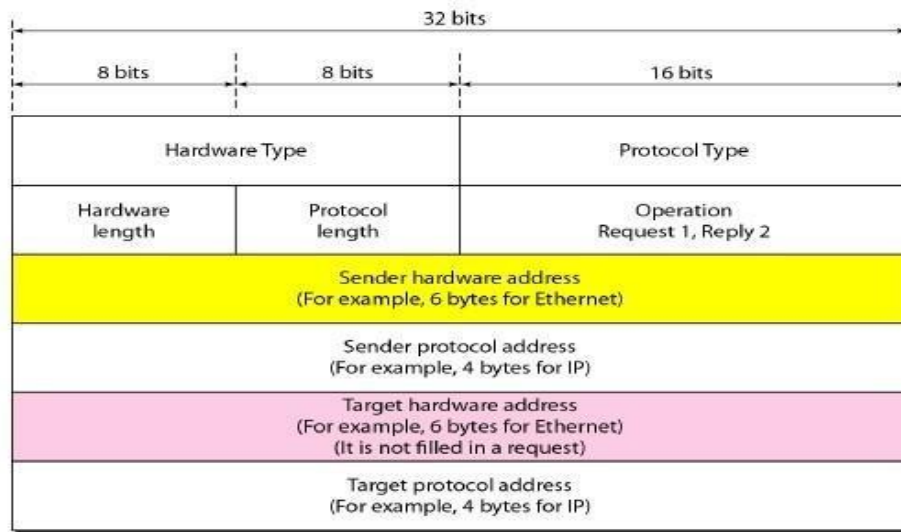 32 bits
8 bits 8 bits 16 bits
Hardware Type Protocol Type
Hardware length Protocol length Operation
Request 1, Reply 2
Sender hardware address
(For example, 6 bytes for Ethernet)
Sender protocol address
(For example, 4 bytes for IP)
Target hardware address
(For example, 6 bytes for Ethernet)
(It is not filled in a request)
Target protocol address
(For example, 4 bytes for IP)